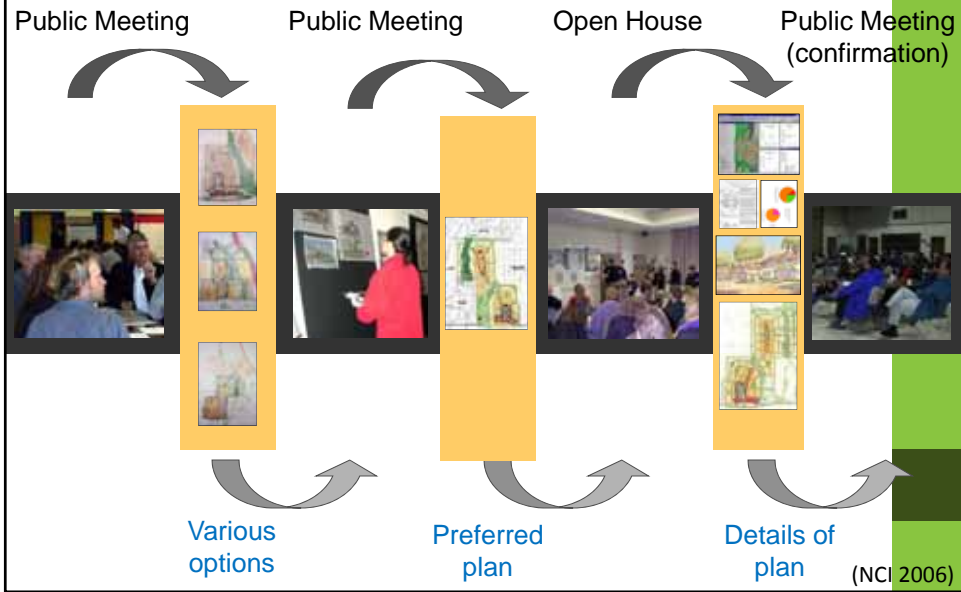 Public Meeting
Public Meeting
Open House
Public Meeting
(confirmation)
Various
options
Preferred
plan
Details of
plan
(NCI 2006)